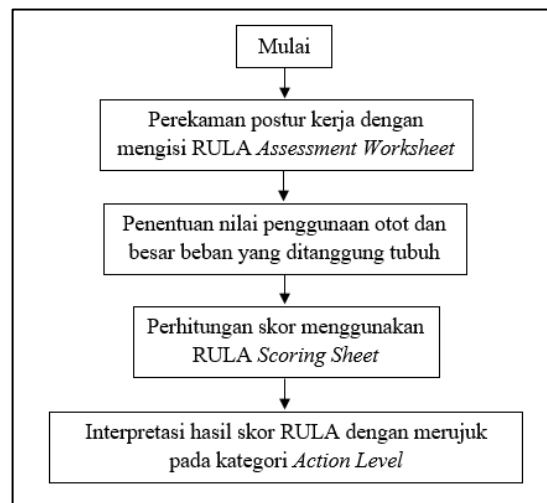 Mulai
Perekaman postur kerja dengan
mengisi RULA Assessment Worksheet
Penentuan nilai penggunaan otot dan
besar beban yang ditanggung tubuh
Perhitungan skor menggunakan
RULA Scoring Sheet
Interpretasi hasil skor RULA dengan merujuk
pada kategori Action Level